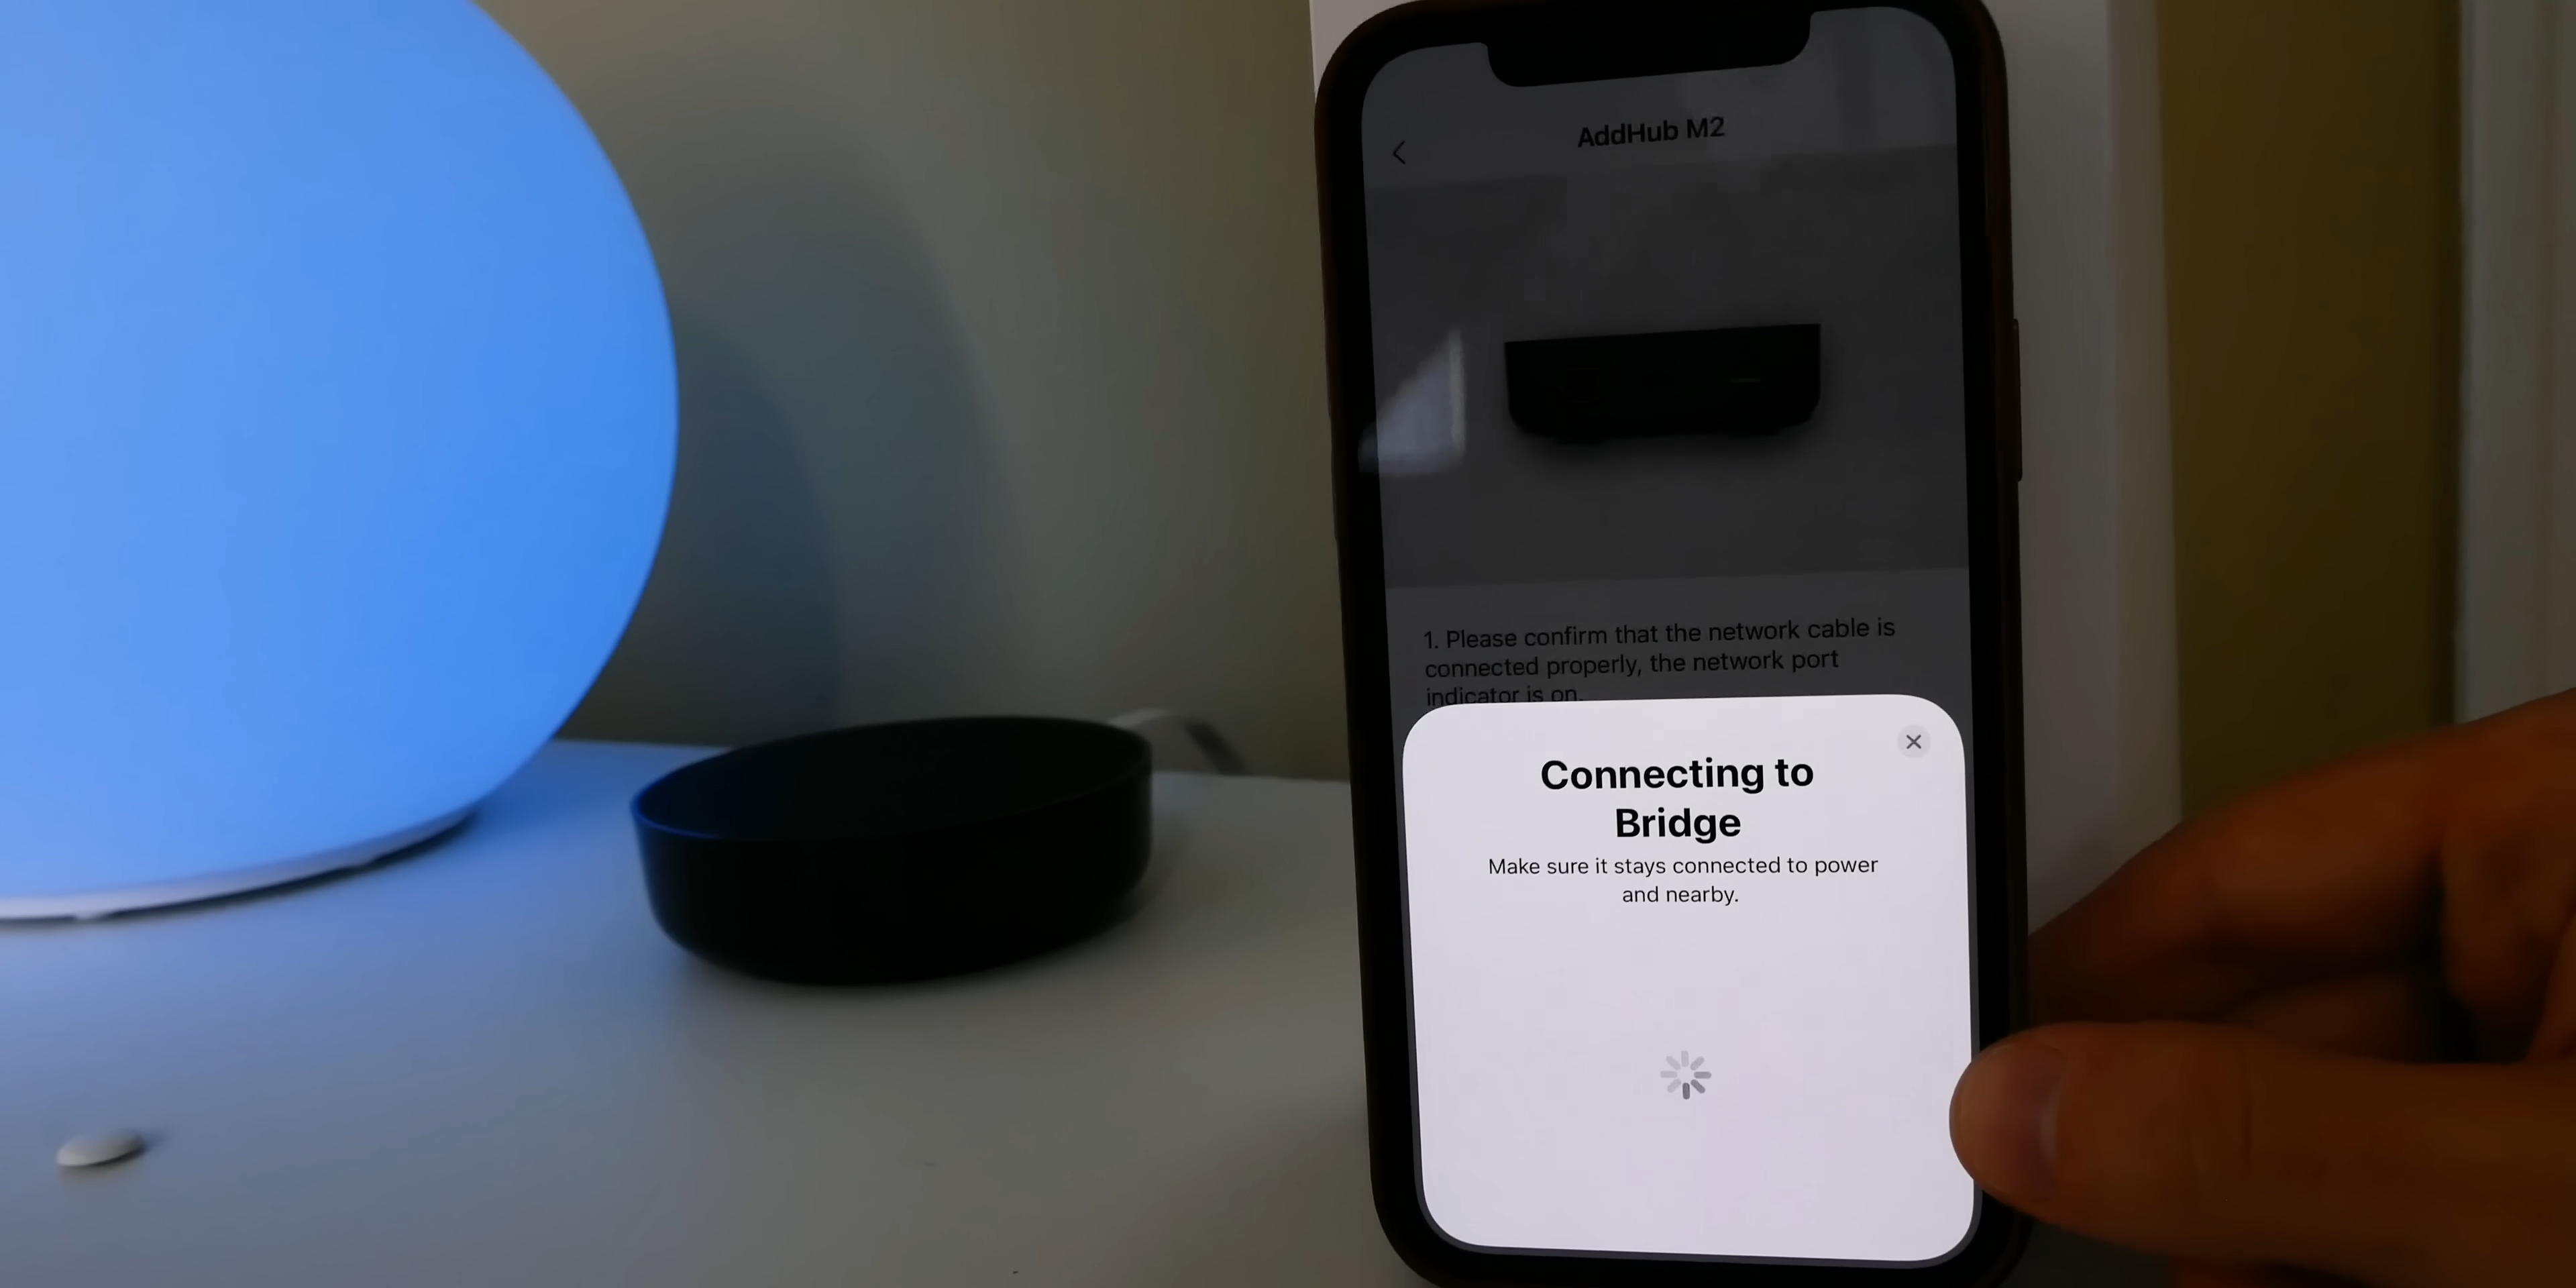 AddHub M2
1. Please confirm that the network cable is
connected properly, the network port
indicator is on.
Connecting to
Bridge
Make sure it stays connected to power
and nearby.